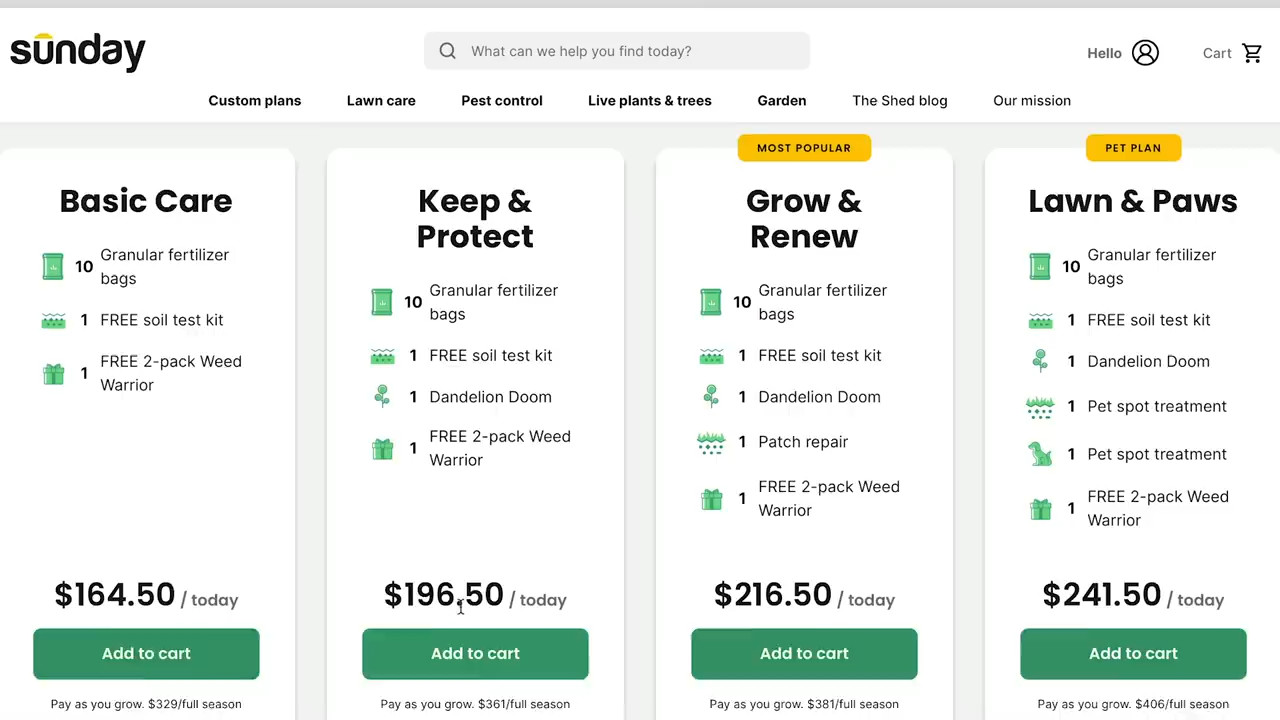 sunday
What can we help you find today?
Hello
Cart
Custom plans
Lawn care
Pest control
Live plants & trees
Garden
The Shed blog
Our mission
Basic Care
10 Granular fertilizer
bags
1 FREE soil test kit
1 FREE 2-pack Weed
Warrior
$164.50 / today
Add to cart
Pay as you grow. $329/full season
Keep &
Protect
10 Granular fertilizer
bags
1 FREE soil test kit
1 Dandelion Doom
1 FREE 2-pack Weed
Warrior
$196.50 / today
Add to cart
Pay as you grow. $361/full season
MOST POPULAR
Grow &
Renew
10 Granular fertilizer
bags
1 FREE soil test kit
1 Dandelion Doom
1 Patch repair
1 FREE 2-pack Weed
Warrior
$216.50 / today
Add to cart
Pay as you grow. $381/full season
PET PLAN
Lawn & Paws
10 Granular fertilizer
bags
1 FREE soil test kit
1 Dandelion Doom
1 Pet spot treatment
1 Pet spot treatment
1 FREE 2-pack Weed
Warrior
$241.50 / today
Add to cart
Pay as you grow. $406/full season